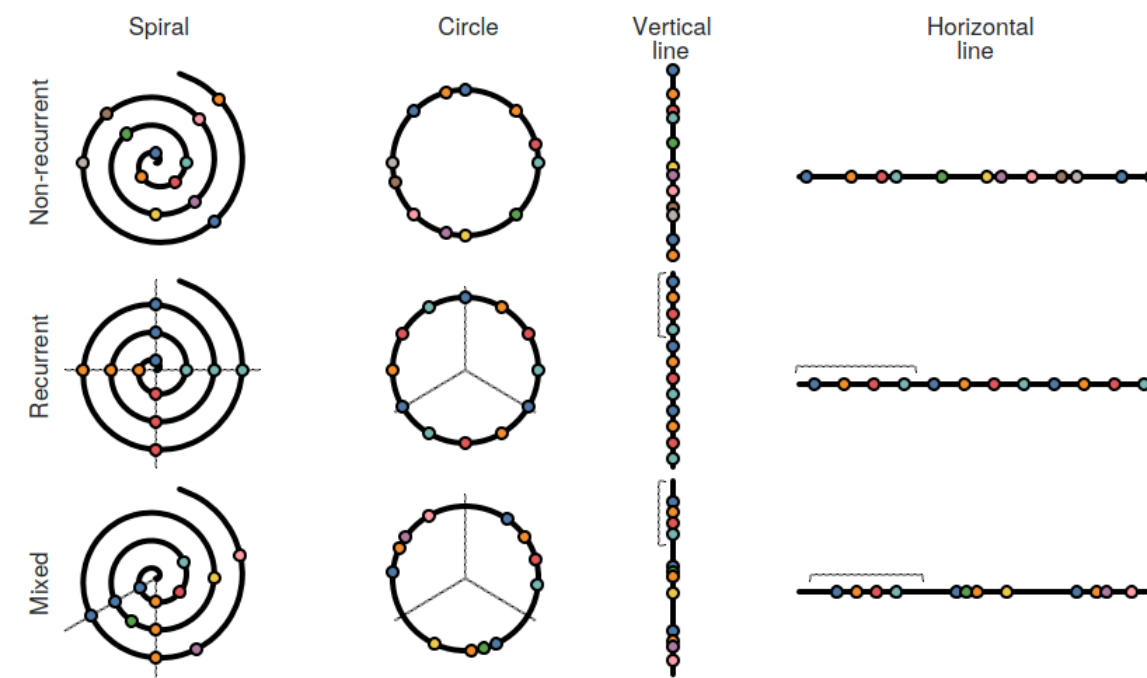 Spiral
Circle
Vertical
line
Horizontal
line
Non-recurrent
Recurrent
Mixed